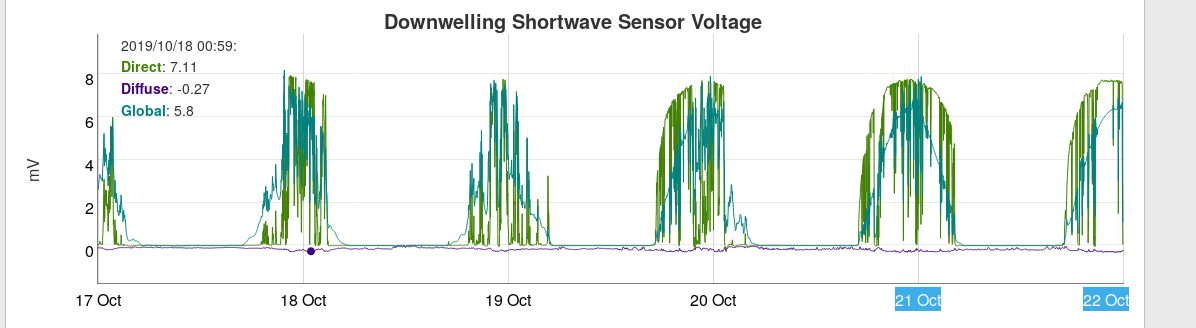 Downwelling Shortwave Sensor Voltage
2019/10/18 00:59:
Direct: 7.11
Diffuse: -0.27
Global: 5.8
mV
8
6
4
2
0
17 Oct 18 Oct 19 Oct 20 Oct 21 Oct 22 Oct